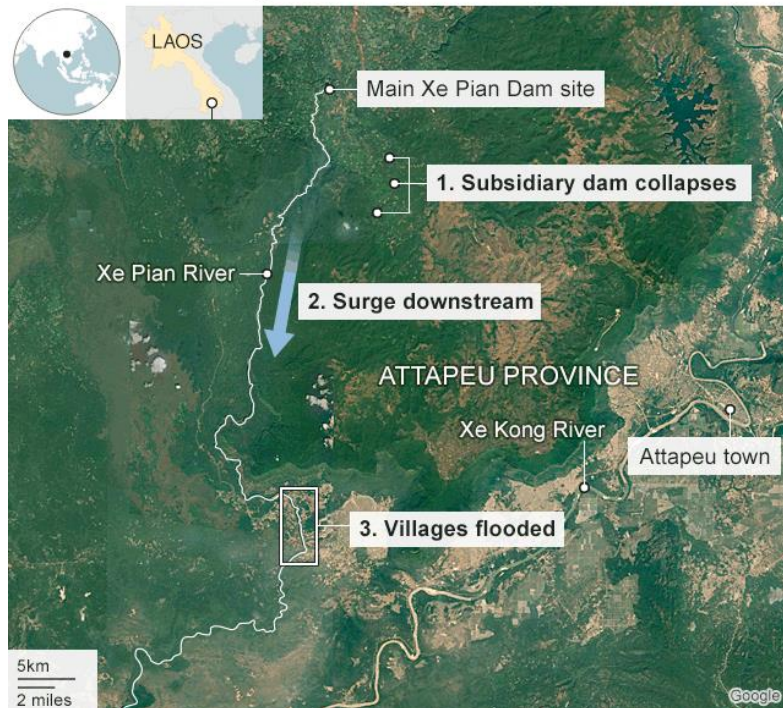 LAOS
Main Xe Pian Dam site
1. Subsidiary dam collapses
Xe Pian River
2. Surge downstream
ATTAPEU PROVINCE
Xe Kong River
Attapeu town
3. Villages flooded
5km
2 miles
Google